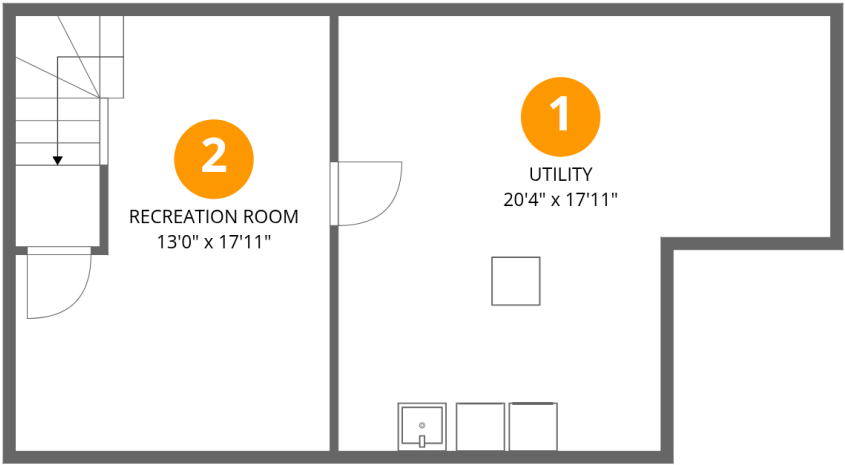 1
UTILITY
20'4" x 17'11"
2
RECREATION ROOM
13'0" x 17'11"